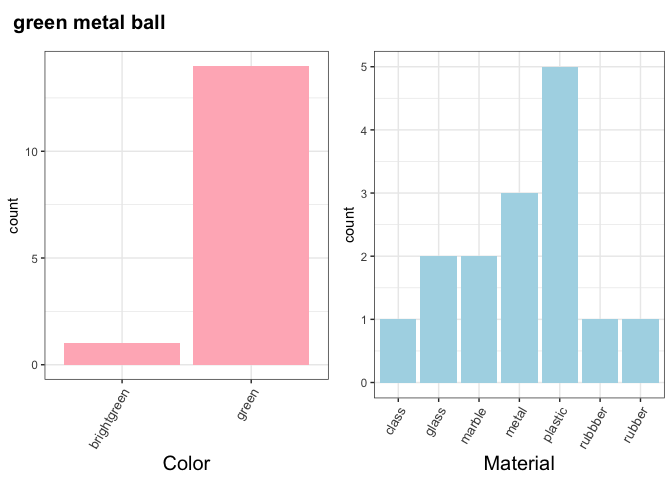 green metal ball
count
10
5
0
brightgreen
green
Color
count
5
4
3
2
1
0
class
glass
marble
metal
plastic
rubbber
rubber
Material